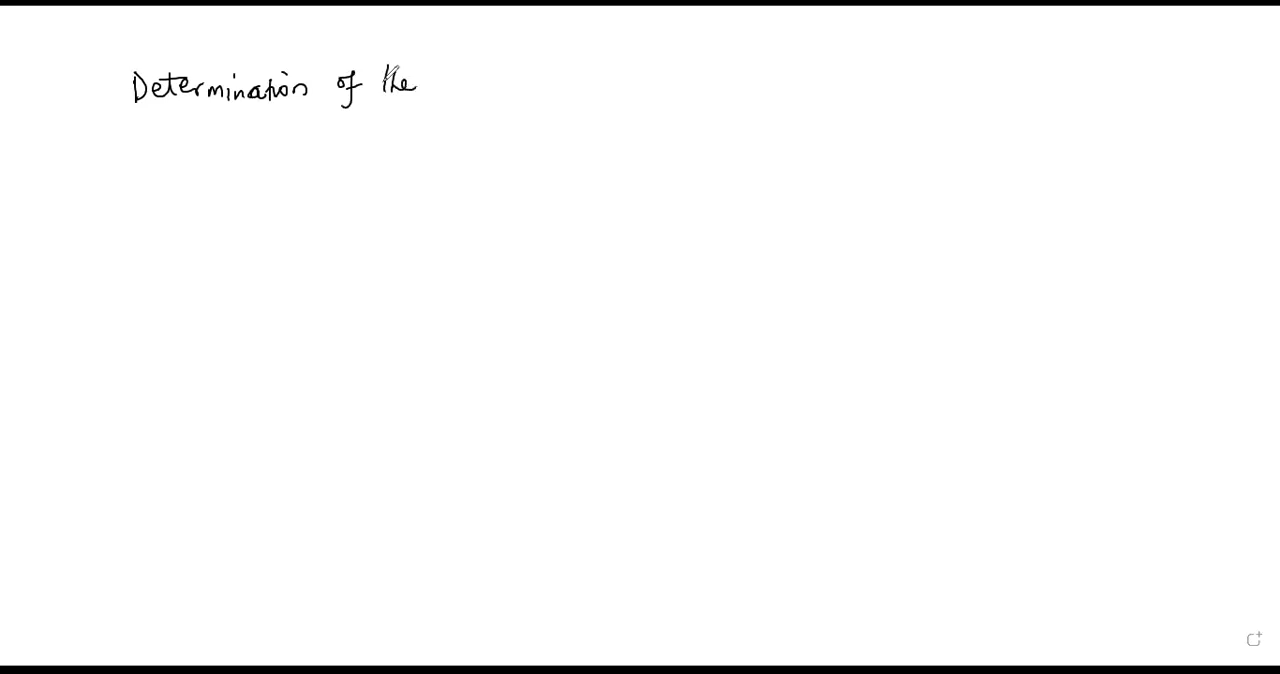 Determination of the